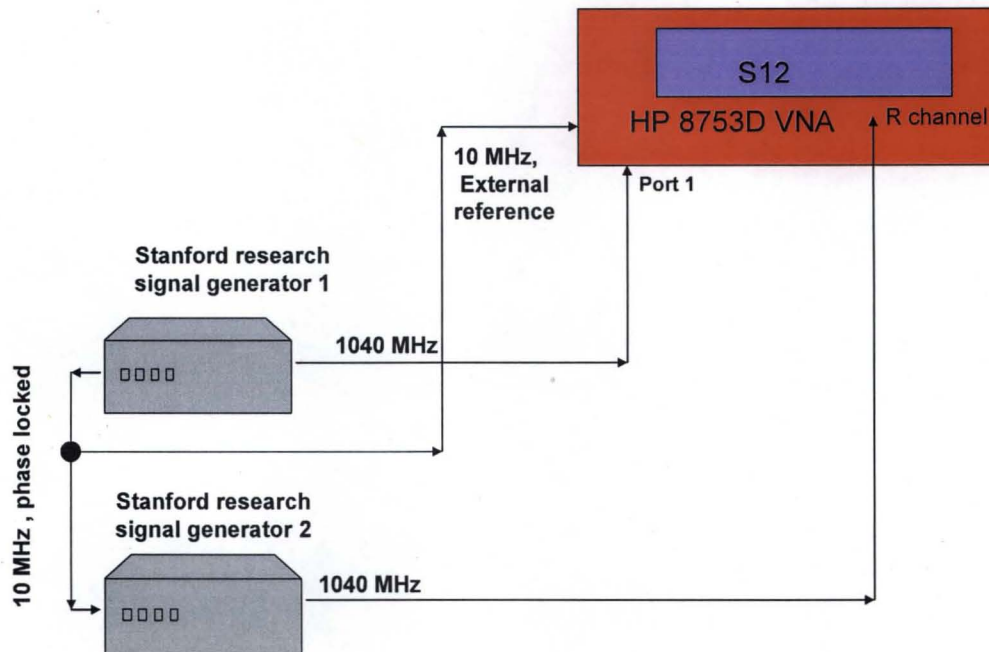 S12
HP 8753D VNA
R channel
10 MHz,
External
reference
Port 1
Stanford research
signal generator 1
1040 MHz
10 MHz , phase locked
Stanford research
signal generator 2
1040 MHz